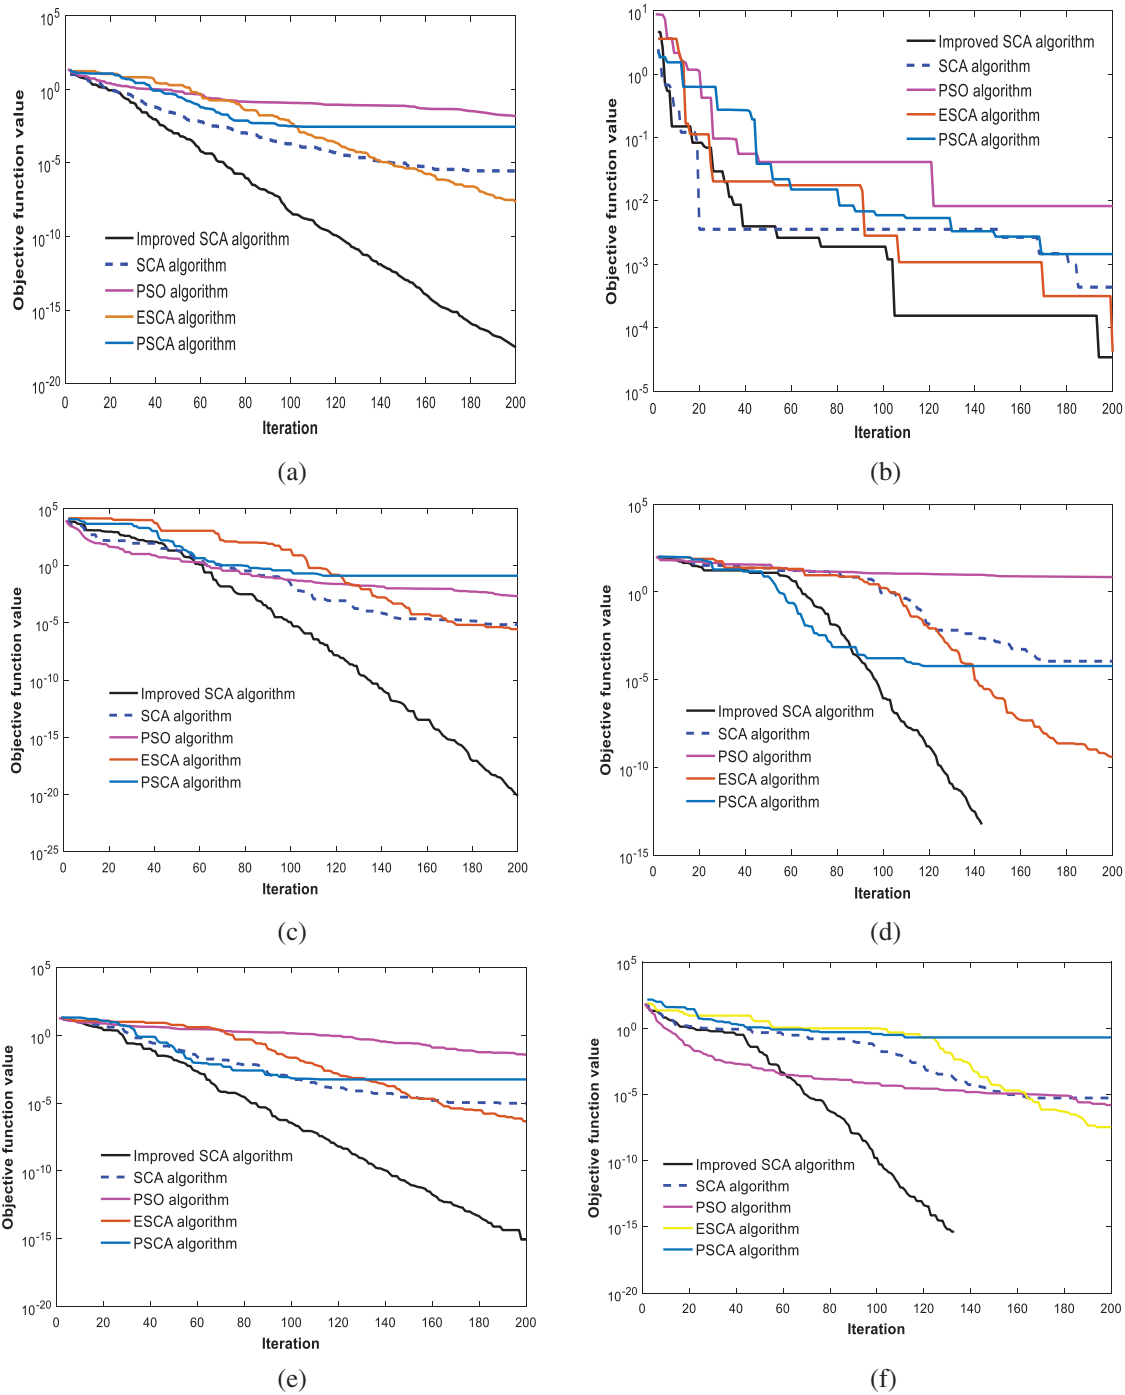 10^5
10^0
10^-5
10^-10
10^-15
10^-20
Objective function value
Improved SCA algorithm
SCA algorithm
PSO algorithm
ESCA algorithm
PSCA algorithm
0 20 40 60 80 100 120 140 160 180 200
Iteration
(a)
10^1
10^0
10^-1
10^-2
10^-3
10^-4
10^-5
Objective function value
Improved SCA algorithm
SCA algorithm
PSO algorithm
ESCA algorithm
PSCA algorithm
0 20 40 60 80 100 120 140 160 180 200
Iteration
(b)
10^5
10^0
10^-5
10^-10
10^-15
10^-20
10^-25
Objective function value
Improved SCA algorithm
SCA algorithm
PSO algorithm
ESCA algorithm
PSCA algorithm
0 20 40 60 80 100 120 140 160 180 200
Iteration
(c)
10^5
10^0
10^-5
10^-10
10^-15
Objective function value
Improved SCA algorithm
SCA algorithm
PSO algorithm
ESCA algorithm
PSCA algorithm
0 20 40 60 80 100 120 140 160 180 200
Iteration
(d)
10^5
10^0
10^-5
10^-10
10^-15
10^-20
Objective function value
Improved SCA algorithm
SCA algorithm
PSO algorithm
ESCA algorithm
PSCA algorithm
0 20 40 60 80 100 120 140 160 180 200
Iteration
(e)
10^5
10^0
10^-5
10^-10
10^-15
10^-20
Objective function value
Improved SCA algorithm
SCA algorithm
PSO algorithm
ESCA algorithm
PSCA algorithm
0 20 40 60 80 100 120 140 160 180 200
Iteration
(f)